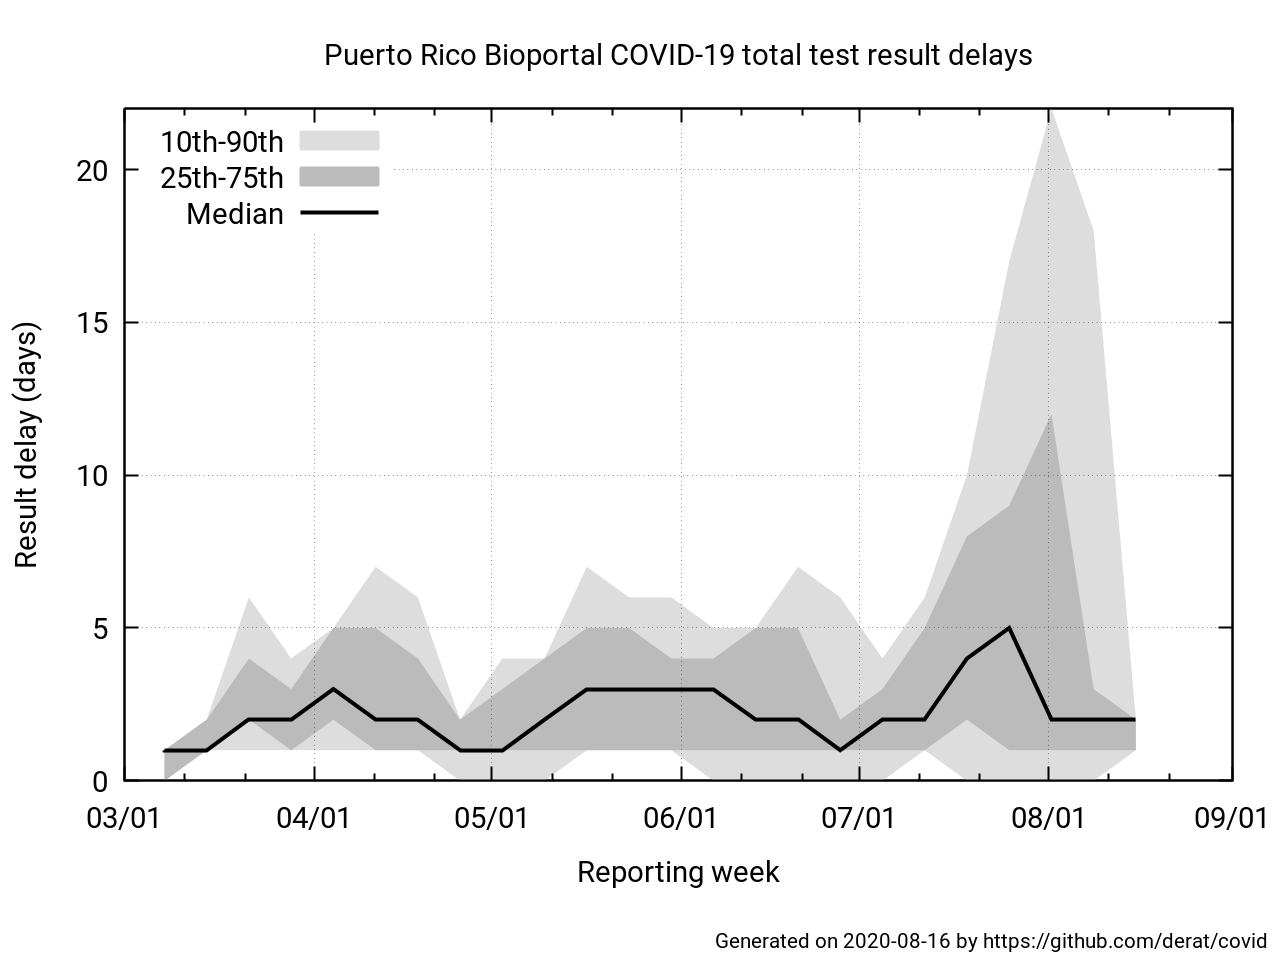 Puerto Rico Bioportal COVID-19 total test result delays
10th-90th
25th-75th
Median
20
15
10
5
0
Result delay (days)
03/01 04/01 05/01 06/01 07/01 08/01 09/01
Reporting week
Generated on 2020-08-16 by https://github.com/derat/covid